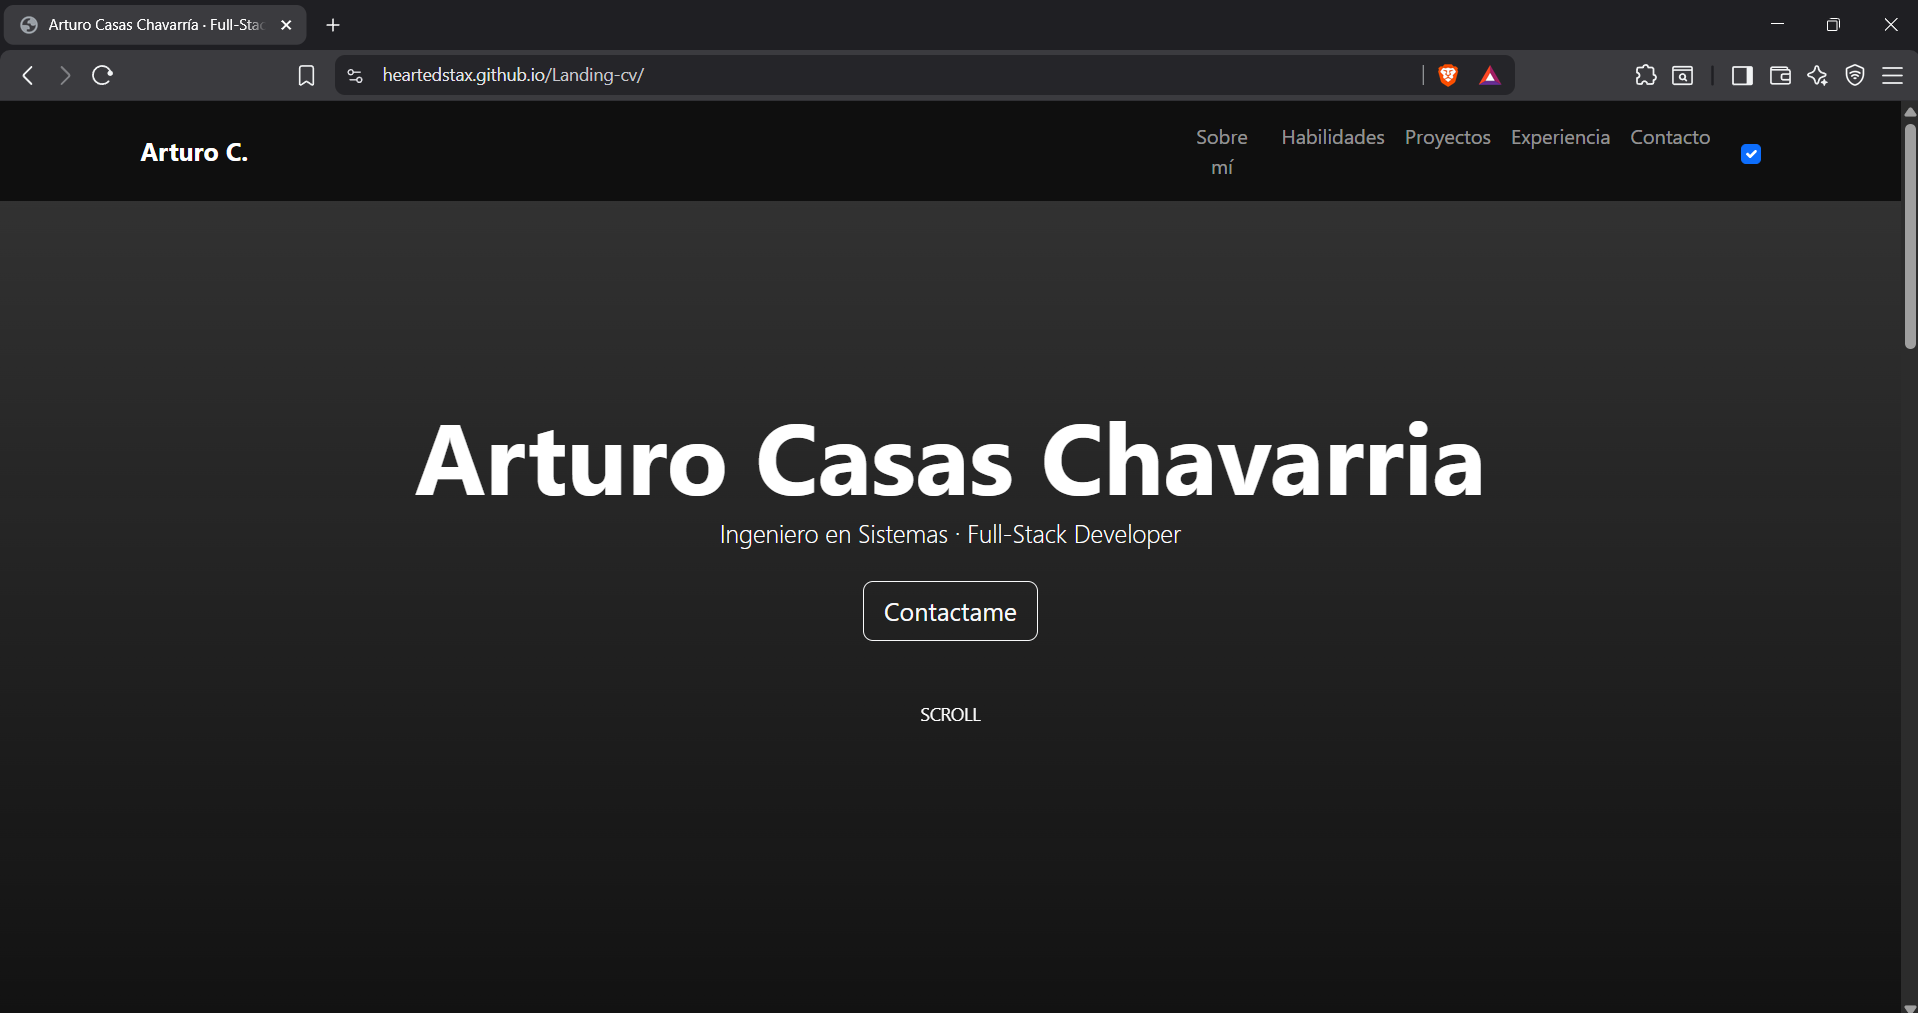 Arturo Casas Chavarría · Full-Stac
heartedstax.github.io/Landing-cv/
Arturo C.
Sobre mí
Habilidades
Proyectos
Experiencia
Contacto
Arturo Casas Chavarria
Ingeniero en Sistemas · Full-Stack Developer
Contactame
SCROLL